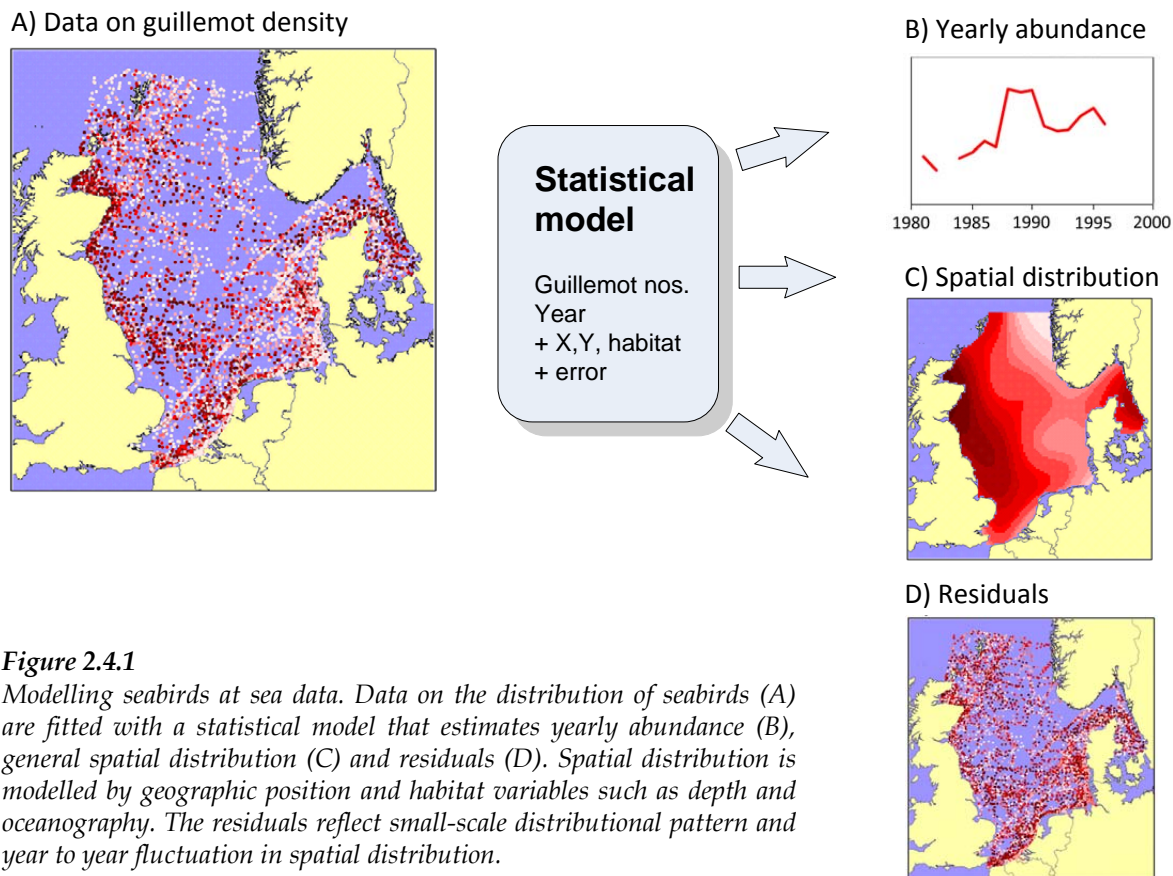 A) Data on guillemot density
Statistical
model
Guillemot nos.
Year
+ X,Y, habitat
+ error
B) Yearly abundance
1980 1985 1990 1995 2000
C) Spatial distribution
D) Residuals
Figure 2.4.1
Modelling seabirds at sea data. Data on the distribution of seabirds (A)
are fitted with a statistical model that estimates yearly abundance (B),
general spatial distribution (C) and residuals (D). Spatial distribution is
modelled by geographic position and habitat variables such as depth and
oceanography. The residuals reflect small-scale distributional pattern and
year to year fluctuation in spatial distribution.